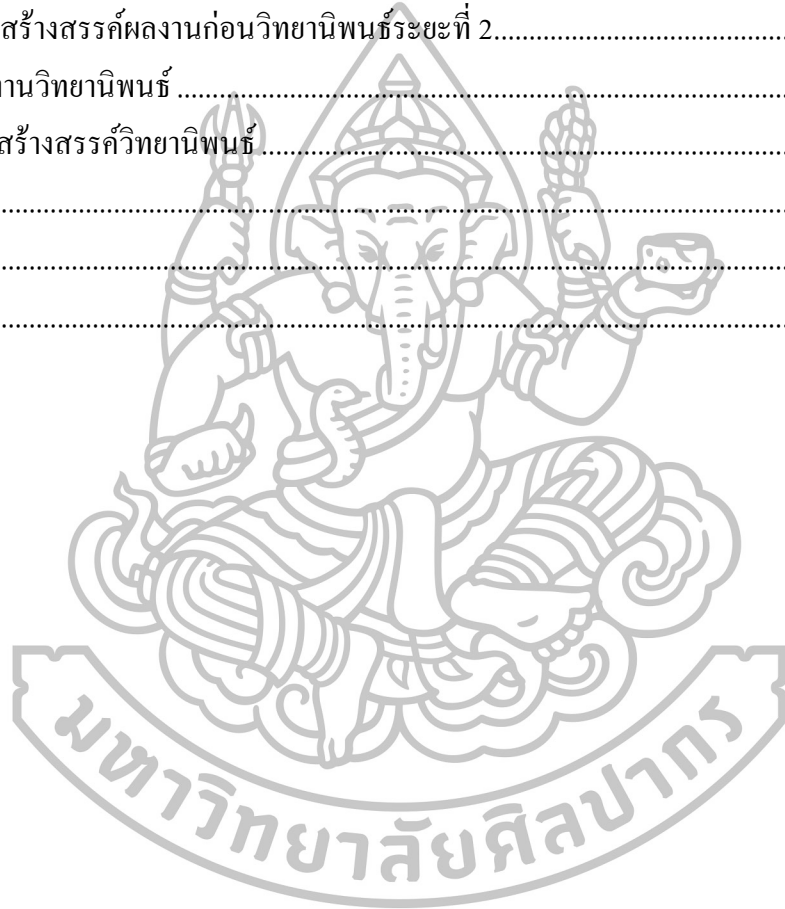 สร้างสรรค์ผลงานก่อนวิทยานิพนธ์ระยะที่ 2................................................
านวิทยานิพนธ์ ................................................................................................
สร้างสรรค์วิทยานิพนธ์ ...................................................................................
........................................................................................................................
........................................................................................................................
........................................................................................................................
มหาวิทยาลัยศิลปากร